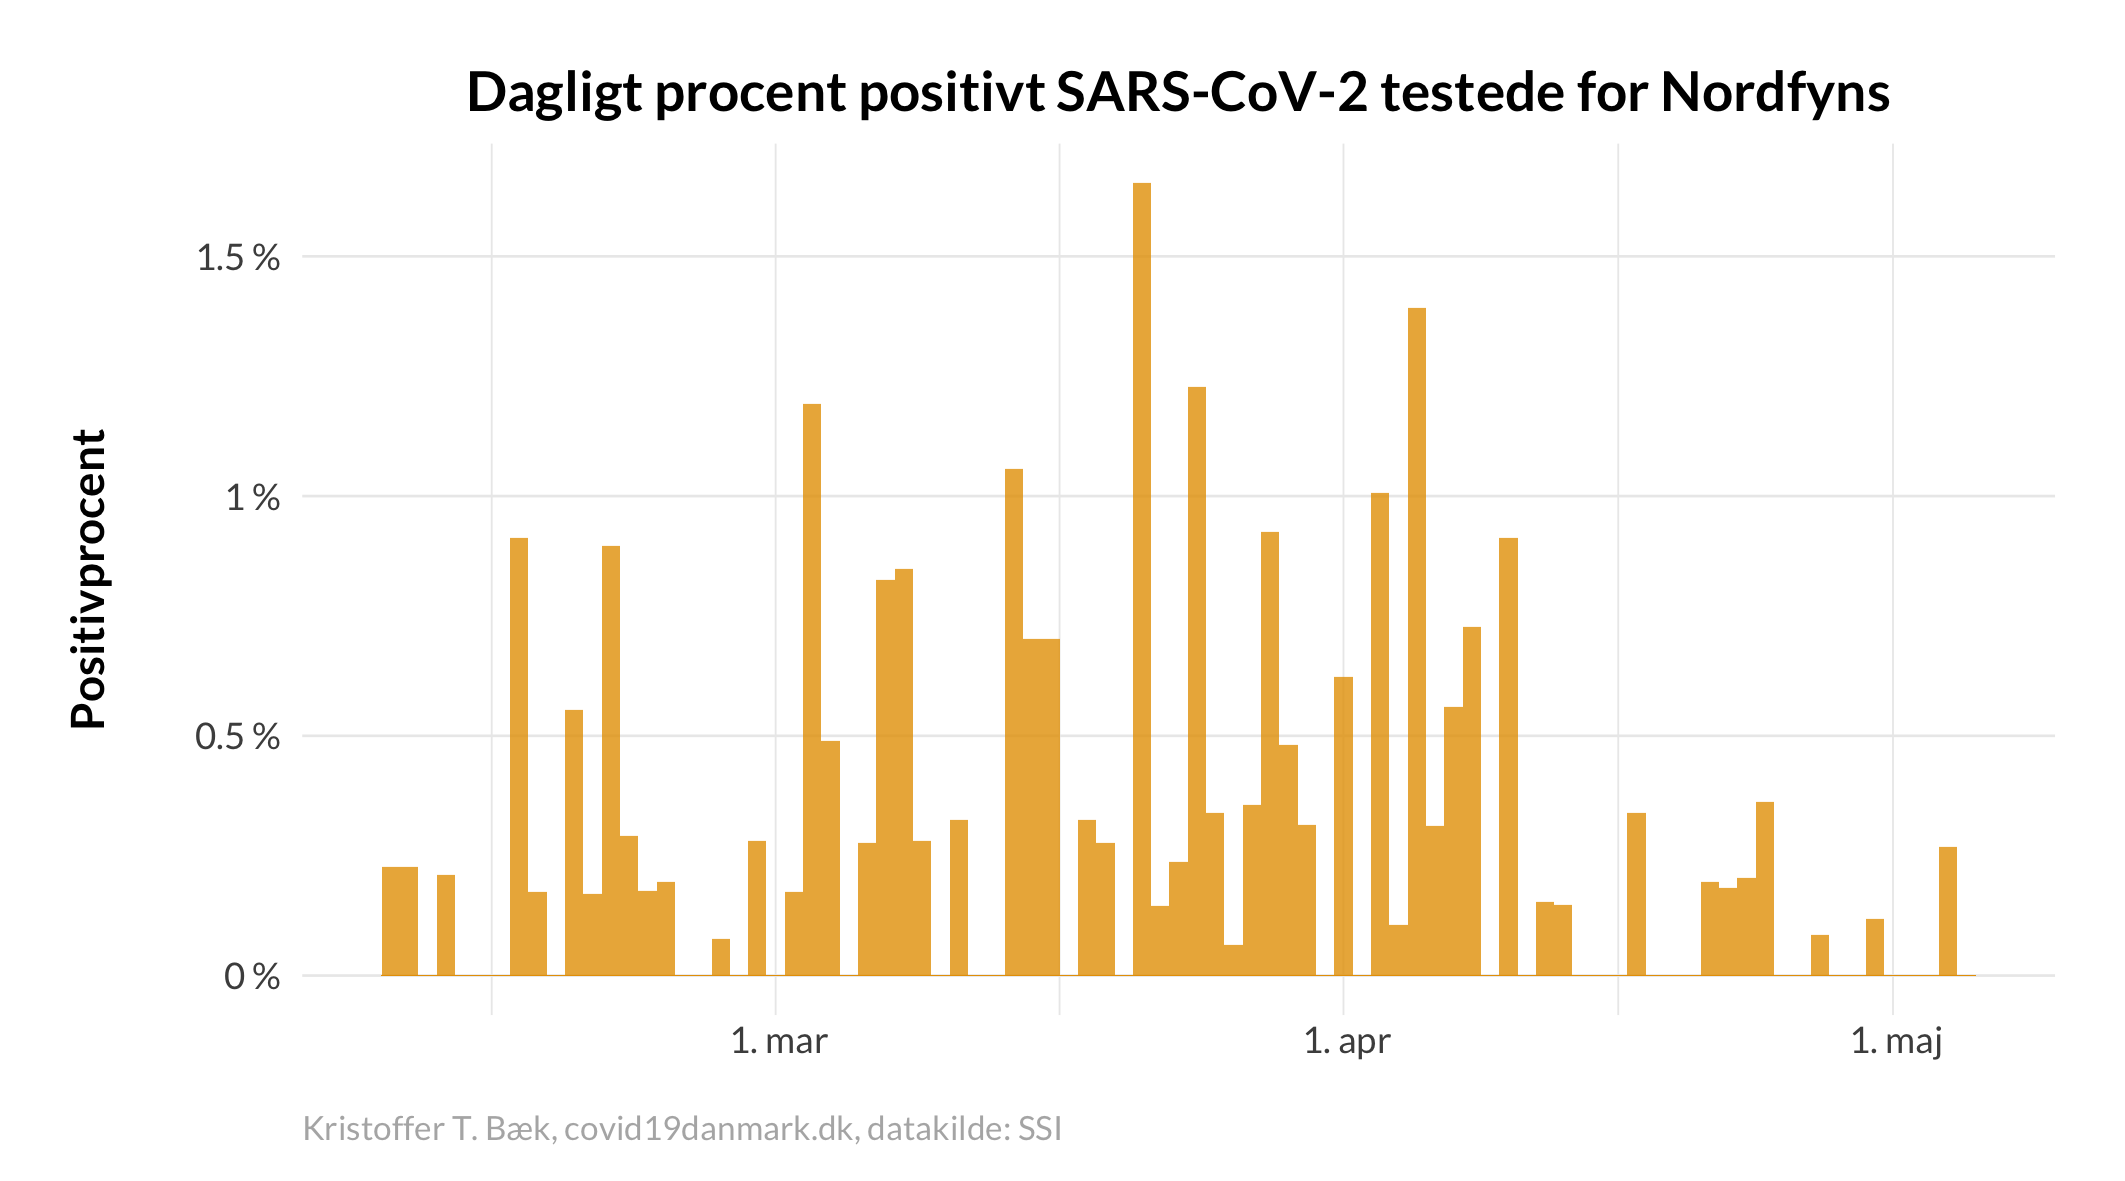 Dagligt procent positivt SARS-CoV-2 testede for Nordfyns
Positivprocent
1.5 %
1 %
0.5 %
0 %
1. mar
1. apr
1. maj
Kristoffer T. Bæk, covid19danmark.dk, datakilde: SSI